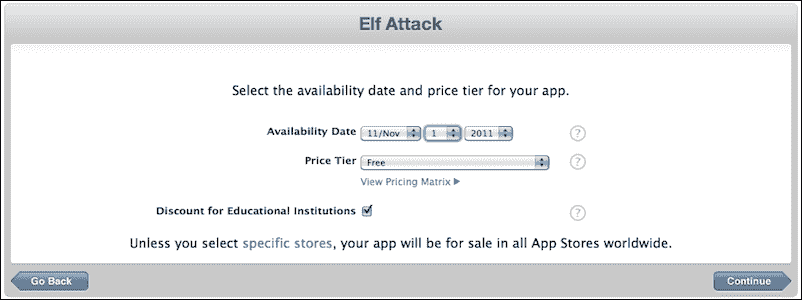 Elf Attack
Select the availability date and price tier for your app.
Availability Date 11/Nov 1 2011 ?
Price Tier Free ?
View Pricing Matrix ▶
Discount for Educational Institutions ?
Unless you select specific stores, your app will be for sale in all App Stores worldwide.
Go Back Continue